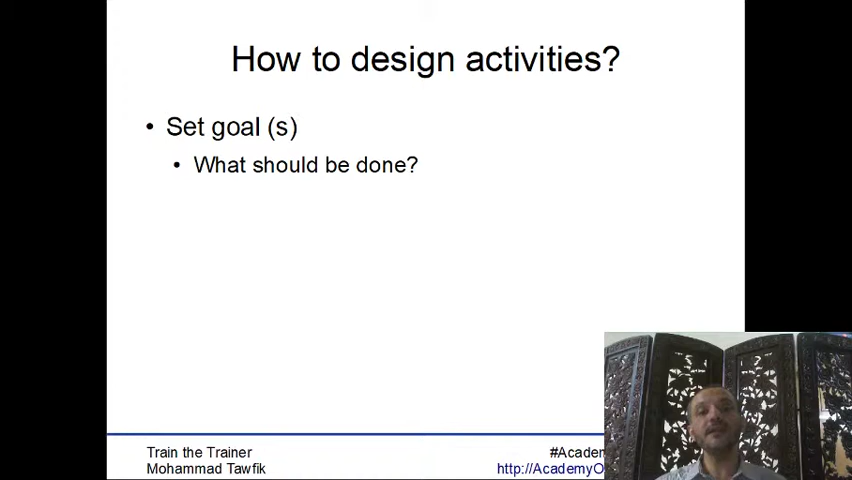 How to design activities?
• Set goal (s)
• What should be done?
Train the Trainer
Mohammad Tawfik